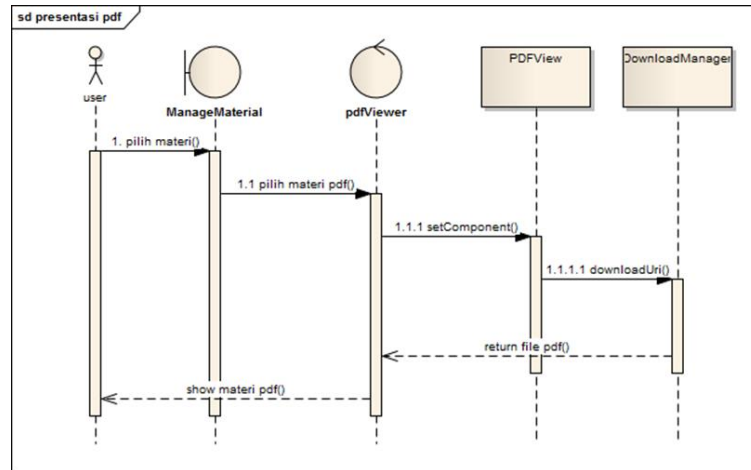 sd presentasi pdf
user
ManageMaterial
pdfViewer
PDFView
DownloadManager
1. pilih materi()
1.1 pilih materi pdf()
1.1.1 setComponent()
1.1.1.1 downloadUri()
return file pdf()
show materi pdf()